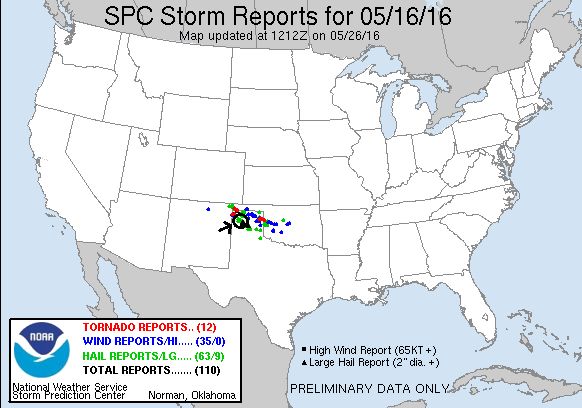 SPC Storm Reports for 05/16/16
Map updated at 1212Z on 05/26/16
TORNADO REPORTS.. (12)
WIND REPORTS/HI..... (35/0)
HAIL REPORTS/LG..... (63/9)
TOTAL REPORTS....... (110)
NOAA
National Weather Service
Storm Prediction Center Norman, Oklahoma
High Wind Report (65KT +)
Large Hail Report (2" dia. +)
PRELIMINARY DATA ONLY